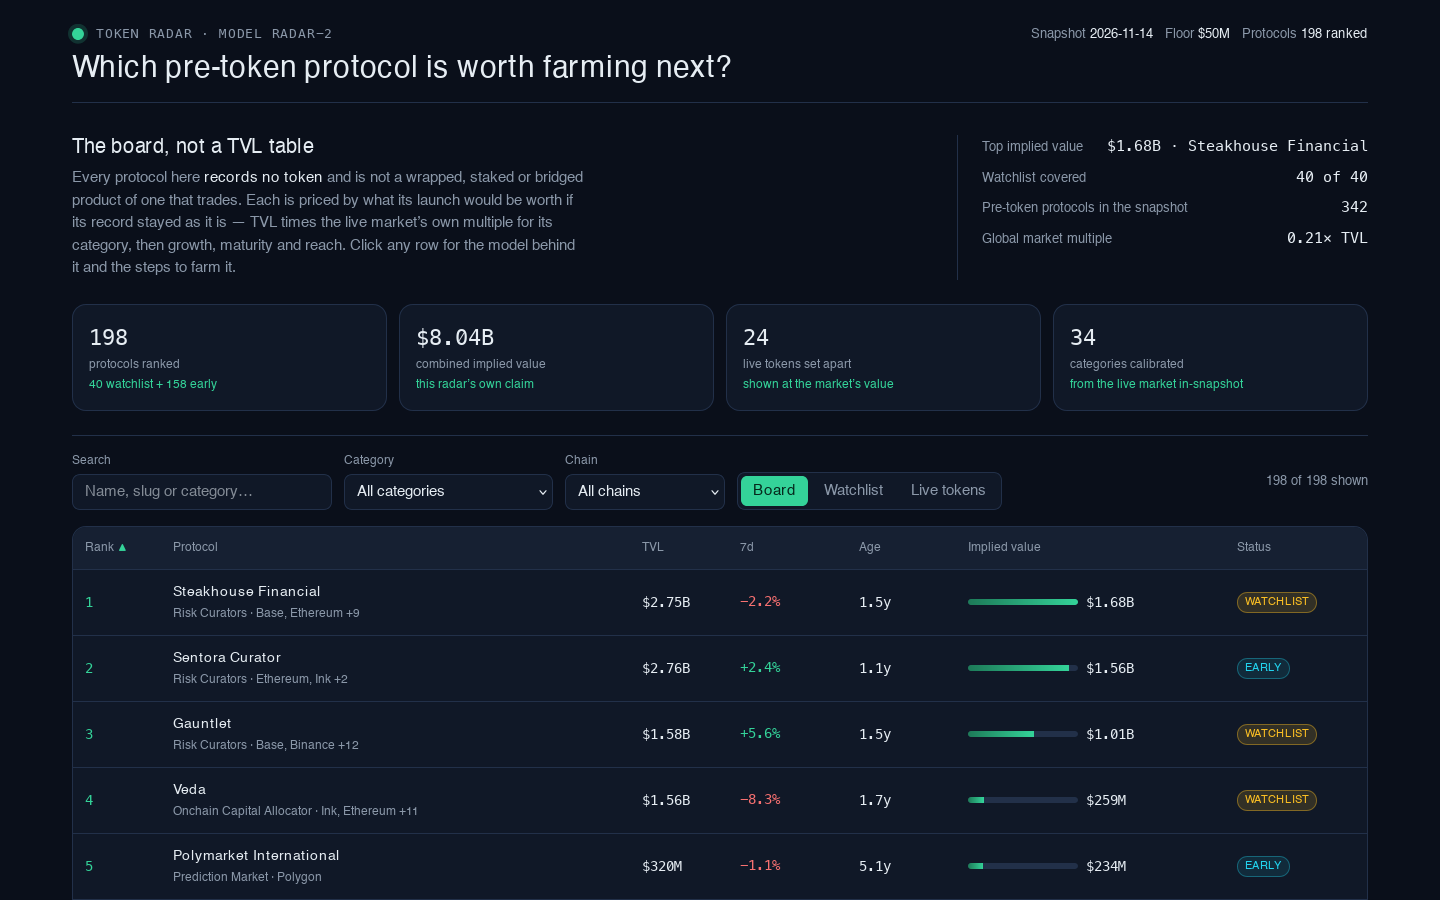 TOKEN RADAR · MODEL RADAR−2
Snapshot 2026-11-14 Floor $50M Protocols 198 ranked
Which pre-token protocol is worth farming next?
The board, not a TVL table
Every protocol here records no token and is not a wrapped, staked or bridged
product of one that trades. Each is priced by what its launch would be worth if
its record stayed as it is — TVL times the live market’s own multiple for its
category, then growth, maturity and reach. Click any row for the model behind
it and the steps to farm it.
Top implied value $1.68B · Steakhouse Financial
Watchlist covered 40 of 40
Pre-token protocols in the snapshot 342
Global market multiple 0.21× TVL
198
protocols ranked
40 watchlist + 158 early
$8.04B
combined implied value
this radar’s own claim
24
live tokens set apart
shown at the market’s value
34
categories calibrated
from the live market in-snapshot
Search
Name, slug or category…
Category
All categories
Chain
All chains
Board Watchlist Live tokens
198 of 198 shown
Rank ▲ Protocol TVL 7d Age Implied value Status
1 Steakhouse Financial $2.75B −2.2% 1.5y $1.68B WATCHLIST
Risk Curators · Base, Ethereum +9
2 Sentora Curator $2.76B +2.4% 1.1y $1.56B EARLY
Risk Curators · Ethereum, Ink +2
3 Gauntlet $1.58B +5.6% 1.5y $1.01B WATCHLIST
Risk Curators · Base, Binance +12
4 Veda $1.56B −8.3% 1.7y $259M WATCHLIST
Onchain Capital Allocator · Ink, Ethereum +11
5 Polymarket International $320M −1.1% 5.1y $234M EARLY
Prediction Market · Polygon